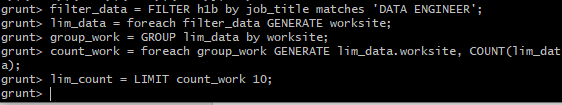 grunt> filter_data = FILTER h1b by job_title matches 'DATA ENGINEER';
grunt> lim_data = foreach filter_data GENERATE worksite;
grunt> group_work = GROUP lim_data by worksite;
grunt> count_work = foreach group_work GENERATE lim_data.worksite, COUNT(lim_dat
a);
grunt> lim_count = LIMIT count_work 10;
grunt>